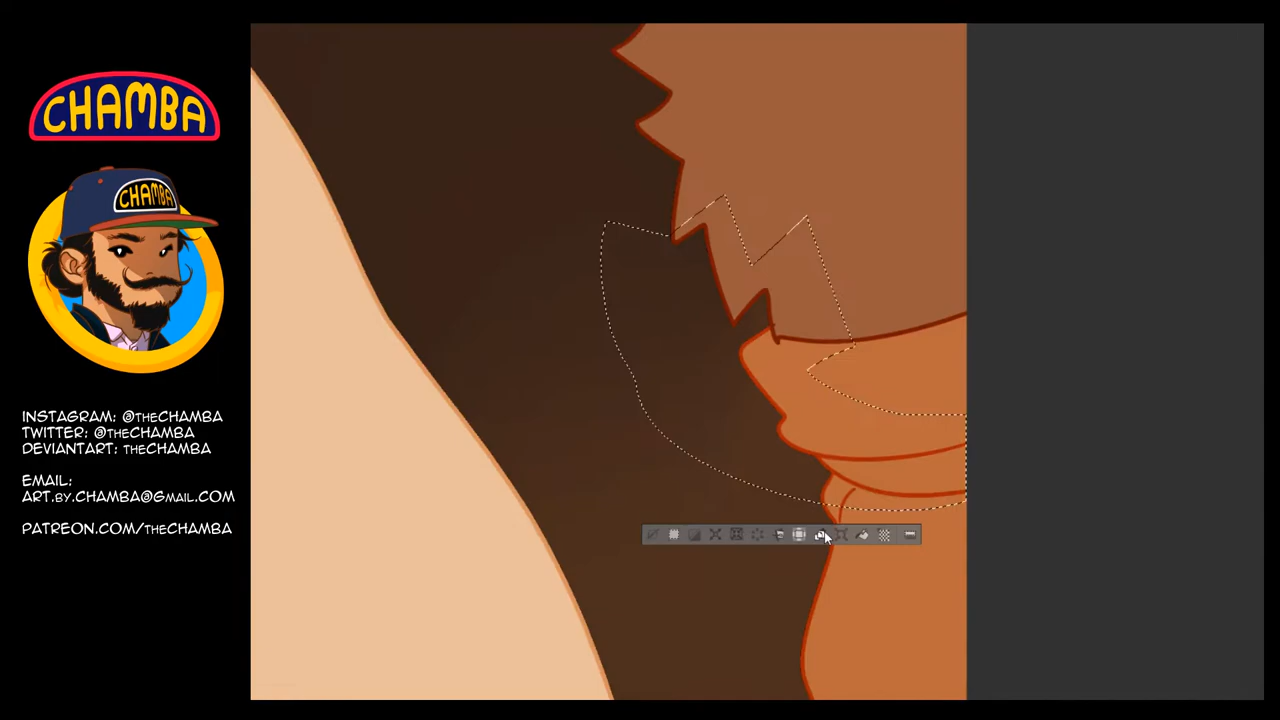 CHAMBA
CHAMBA
INSTAGRAM: @THECHAMBA
TWITTER: @THECHAMBA
DEVIANTART: THECHAMBA
EMAIL:
ART.BY.CHAMBA@GMAIL.COM
PATREON.COM/THECHAMBA